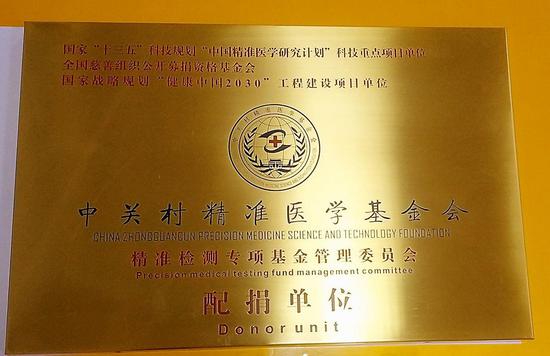 国家“十三五”科技规划“中国精准医学研究计划”科技重点项目单位
全国慈善组织公开募捐资格基金会
国家战略规划“健康中国2030”工程建设项目单位
中关村精准医学基金会
CHINA ZHONGGUANCUN PRECISION MEDICINE SCIENCE AND TECHNOLOGY FOUNDATION
精准检测专项基金管理委员会
Precision medical testing fund management committee
配捐单位
Donor unit